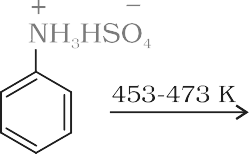 + −
NH₃HSO₄
453-473 K